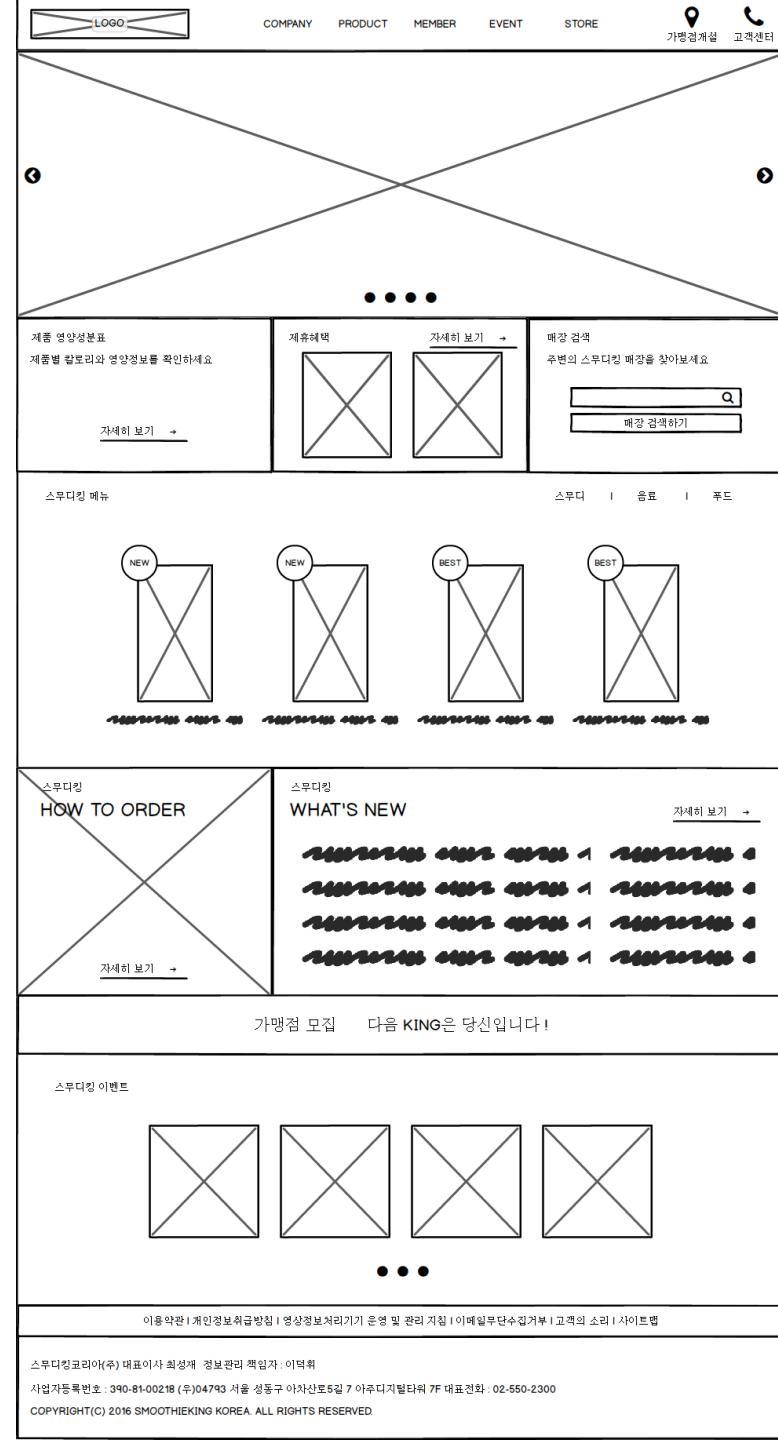 LOGO
COMPANY PRODUCT MEMBER EVENT STORE
가맹점개설 고객센터
제품 영양성분표
제품별 칼로리와 영양정보를 확인하세요
자세히 보기 →
제휴혜택 자세히 보기 →
매장 검색
주변의 스무디킹 매장을 찾아보세요
매장 검색하기
스무디킹 메뉴
스무디 | 음료 | 푸드
NEW NEW BEST BEST
스무디킹
HOW TO ORDER
자세히 보기 →
스무디킹
WHAT'S NEW
자세히 보기 →
가맹점 모집 다음 KING은 당신입니다 !
스무디킹 이벤트
이용약관 | 개인정보취급방침 | 영상정보처리기기 운영 및 관리 지침 | 이메일무단수집거부 | 고객의 소리 | 사이트맵
스무디킹코리아(주) 대표이사 최성재 정보관리 책임자 : 이덕휘
사업자등록번호 : 390-81-00218 (우)04793 서울 성동구 아차산로5길 7 아주디지털타워 7F 대표전화 : 02-550-2300
COPYRIGHT(C) 2016 SMOOTHIEKING KOREA. ALL RIGHTS RESERVED.